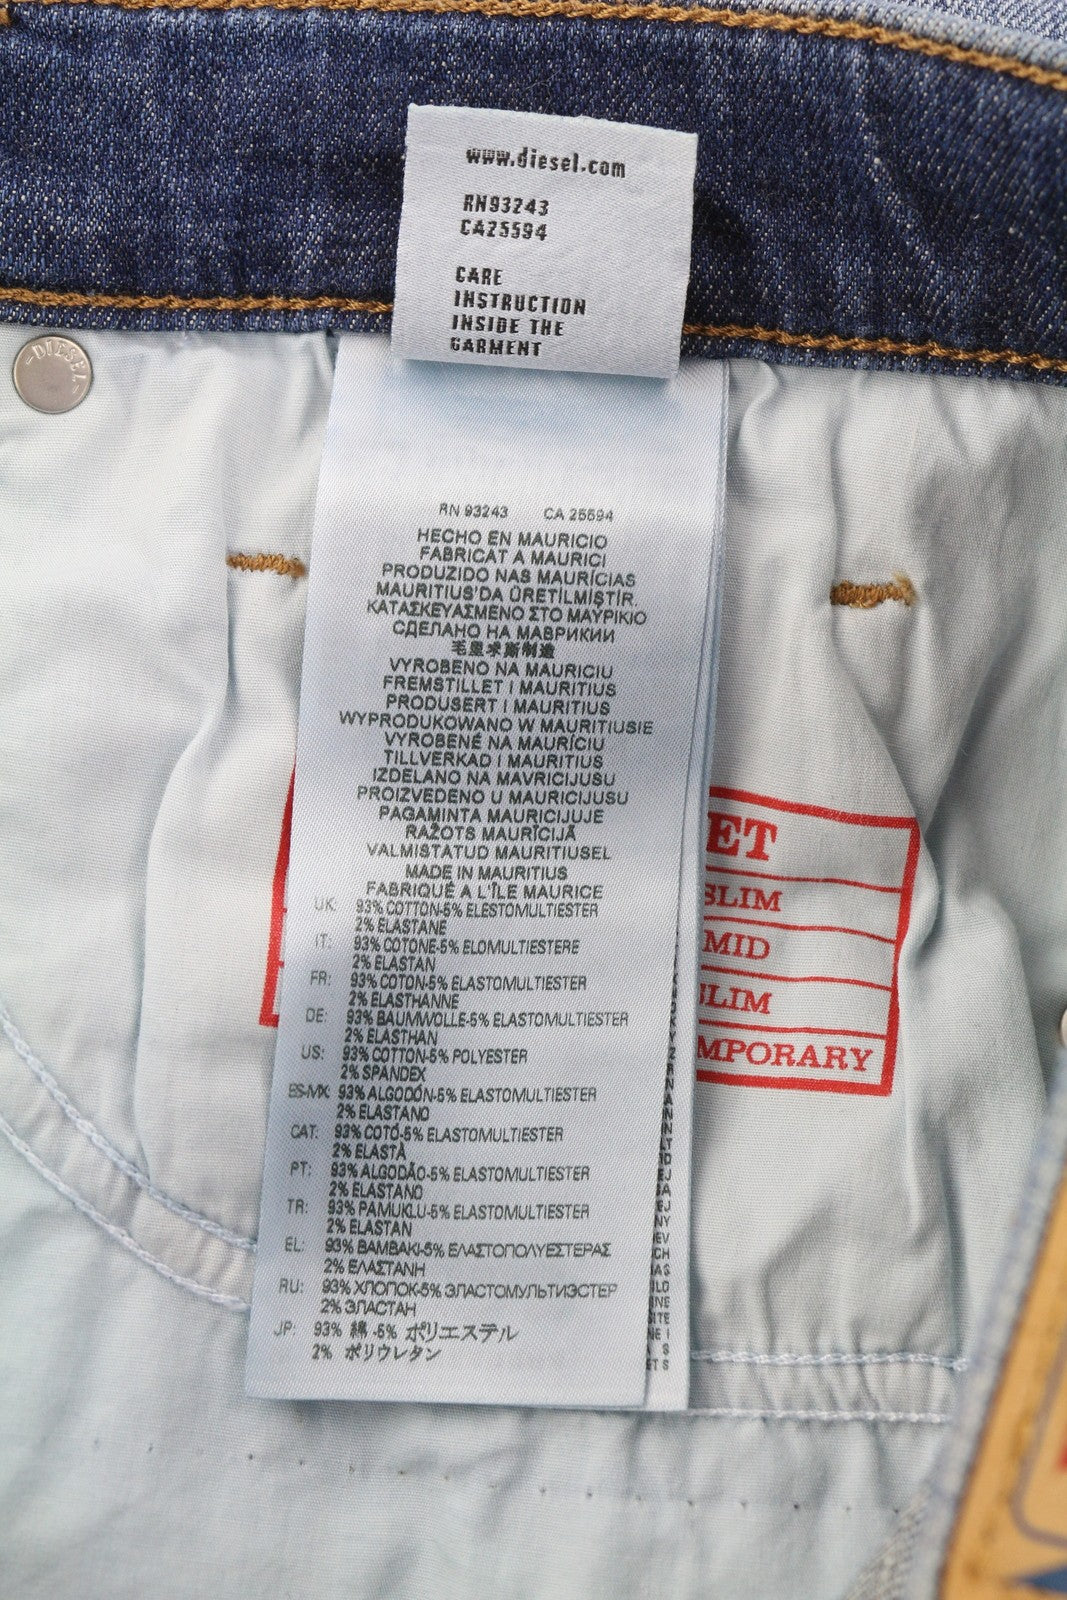 www.diesel.com
RN93243
CA25594
CARE
INSTRUCTION
INSIDE THE
GARMENT
DIESEL
RN 93243 CA 25594
HECHO EN MAURICIO
FABRICAT A MAURICI
PRODUZIDO NAS MAURÍCIAS
MAURITIUS'DA ÜRETİLMİŞTİR.
ΚΑΤΑΣΚΕΥΑΣΜΕΝΟ ΣΤΟ ΜΑΥΡΙΚΙΟ
СДЕЛАНО НА МАВРИКИИ
毛里求斯制造
VYROBENO NA MAURICIU
FREMSTILLET I MAURITIUS
PRODUSERT I MAURITIUS
WYPRODUKOWANO W MAURITIUSIE
VYROBENÉ NA MAURÍCIU
TILLVERKAD I MAURITIUS
IZDELANO NA MAVRICIJUSU
PROIZVEDENO U MAURICIJUSU
PAGAMINTA MAURICIJUJE
RAŽOTS MAURĪCIJĀ
VALMISTATUD MAURITIUSEL
MADE IN MAURITIUS
FABRIQUÉ A L'ÎLE MAURICE
UK: 93% COTTON-5% ELESTOMULTIESTER
2% ELASTANE
IT: 93% COTONE-5% ELOMULTIESTERE
2% ELASTAN
FR: 93% COTON-5% ELASTOMULTIESTER
2% ELASTHANNE
DE: 93% BAUMWOLLE-5% ELASTOMULTIESTER
2% ELASTHAN
US: 93% COTTON-5% POLYESTER
2% SPANDEX
ES-MX: 93% ALGODÓN-5% ELASTOMULTIESTER
2% ELASTANO
CAT: 93% COTÓ-5% ELASTOMULTIESTER
2% ELASTÀ
PT: 93% ALGODÃO-5% ELASTOMULTIESTER
2% ELASTANO
TR: 93% PAMUKLU-5% ELASTOMULTIESTER
2% ELASTAN
EL: 93% ΒΑΜΒΑΚΙ-5% ΕΛΑΣΤΟΠΟΛΥΕΣΤΕΡΑΣ
2% ΕΛΑΣΤΑΝΗ
RU: 93% ХЛОПОК-5% ЭЛАСТОМУЛЬТИЭСТЕР
2% ЭЛАСТАН
JP: 93% 綿 -5% ポリエステル
2% ポリウレタン
ET
SLIM
MID
SLIM
MPORARY